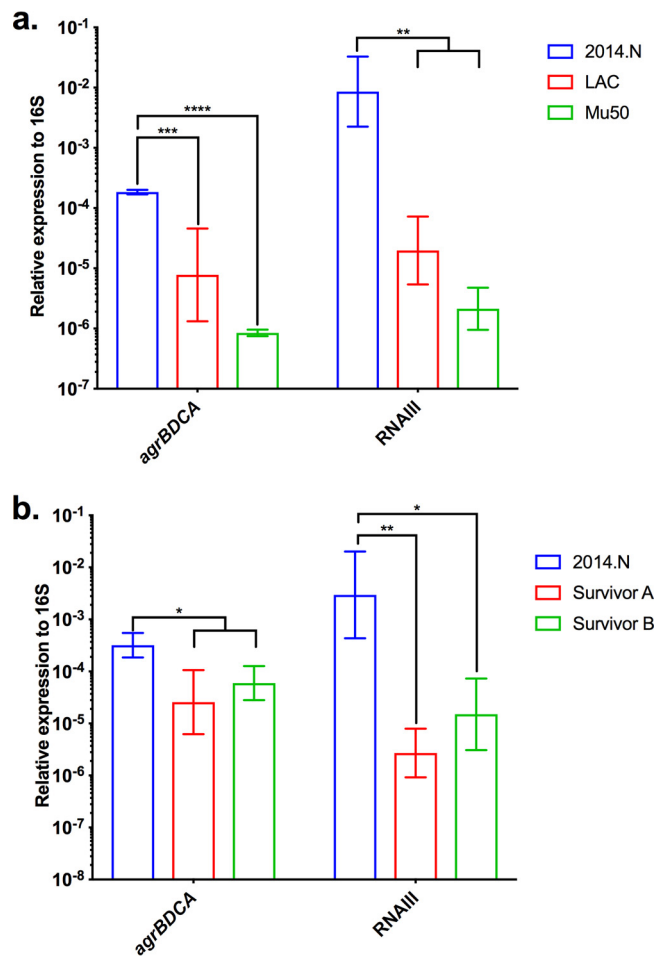 a.
Relative expression to 16S
10-1
10-2
10-3
10-4
10-5
10-6
10-7
***
****
**
2014.N
LAC
Mu50
agrBDCA
RNAIII
b.
Relative expression to 16S
10-1
10-2
10-3
10-4
10-5
10-6
10-7
10-8
*
**
*
2014.N
Survivor A
Survivor B
agrBDCA
RNAIII